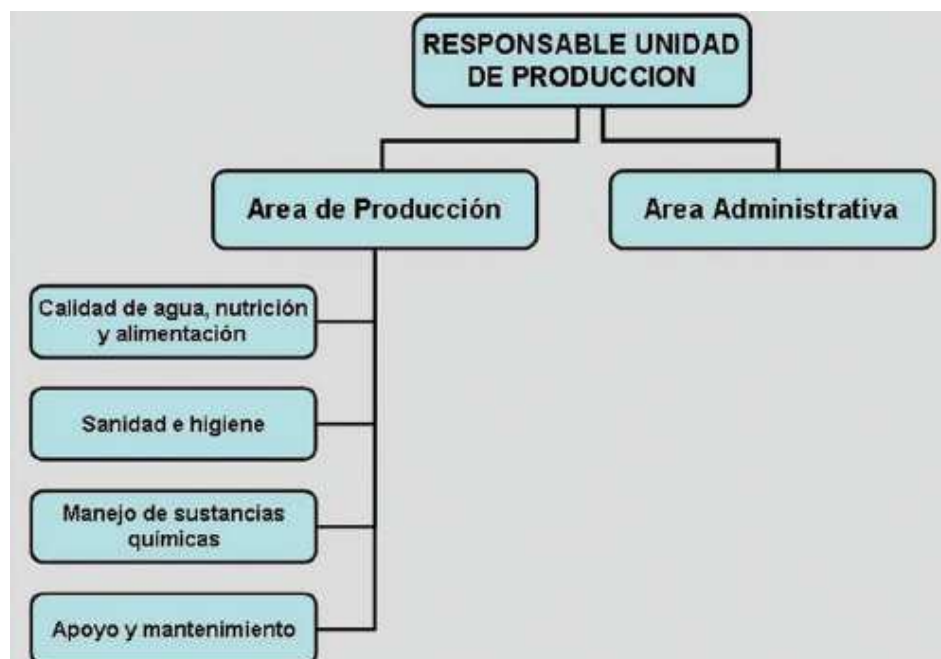 RESPONSABLE UNIDAD
DE PRODUCCION
Area de Producción
Area Administrativa
Calidad de agua, nutrición
y alimentación
Sanidad e higiene
Manejo de sustancias
químicas
Apoyo y mantenimiento